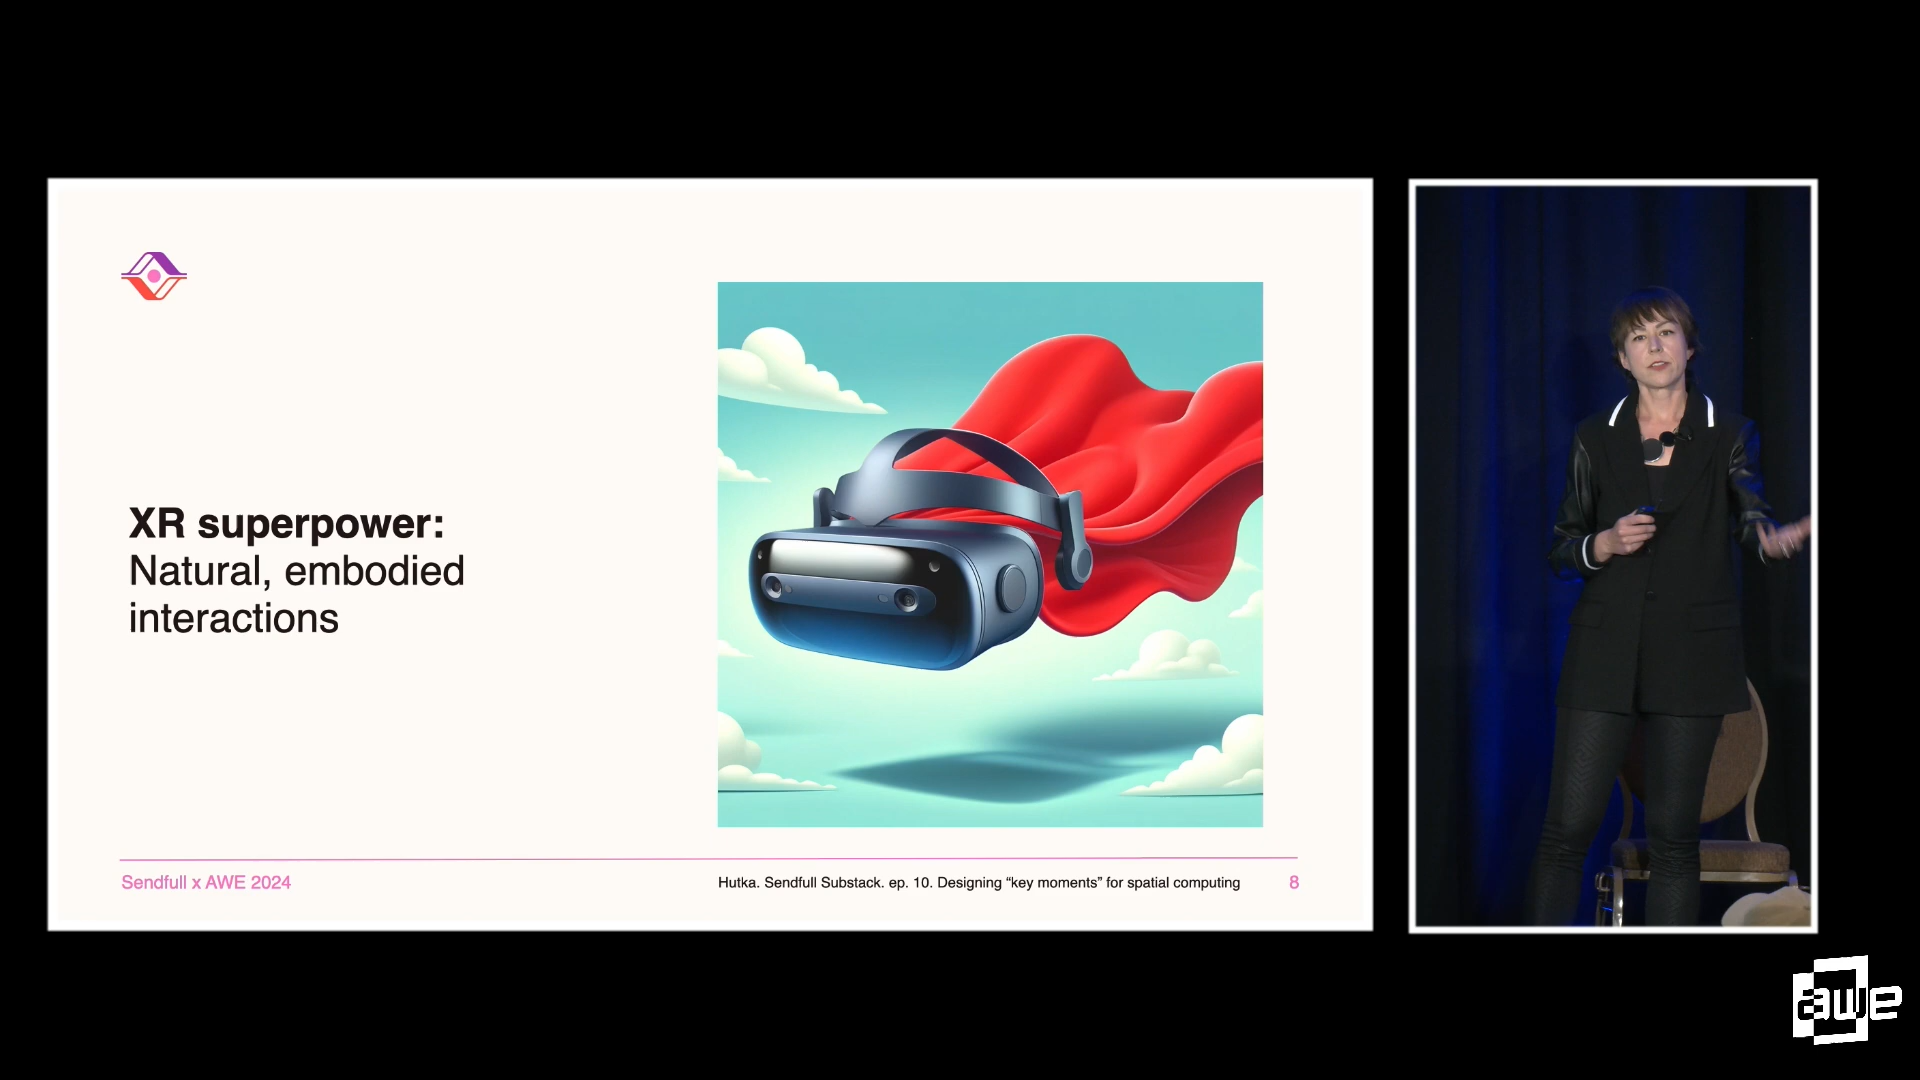 XR superpower:
Natural, embodied
interactions
Sendfull x AWE 2024
Hutka. Sendfull Substack. ep. 10. Designing “key moments” for spatial computing
8
awe